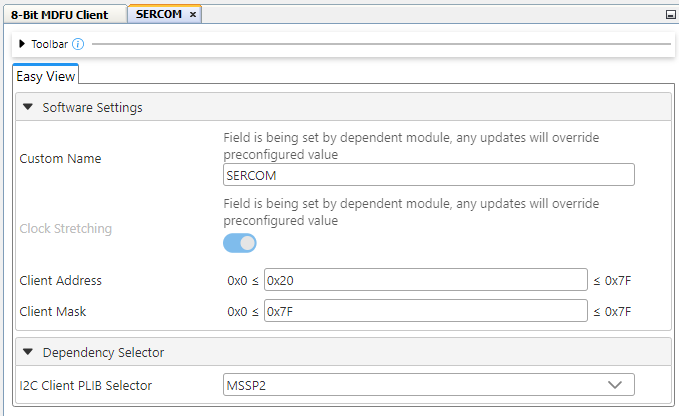 8-Bit MDFU Client SERCOM ×
Toolbar
Easy View
Software Settings
Field is being set by dependent module, any updates will override
preconfigured value
Custom Name
SERCOM
Field is being set by dependent module, any updates will override
preconfigured value
Clock Stretching
Client Address 0x0 ≤ 0x20 ≤ 0x7F
Client Mask 0x0 ≤ 0x7F ≤ 0x7F
Dependency Selector
I2C Client PLIB Selector MSSP2